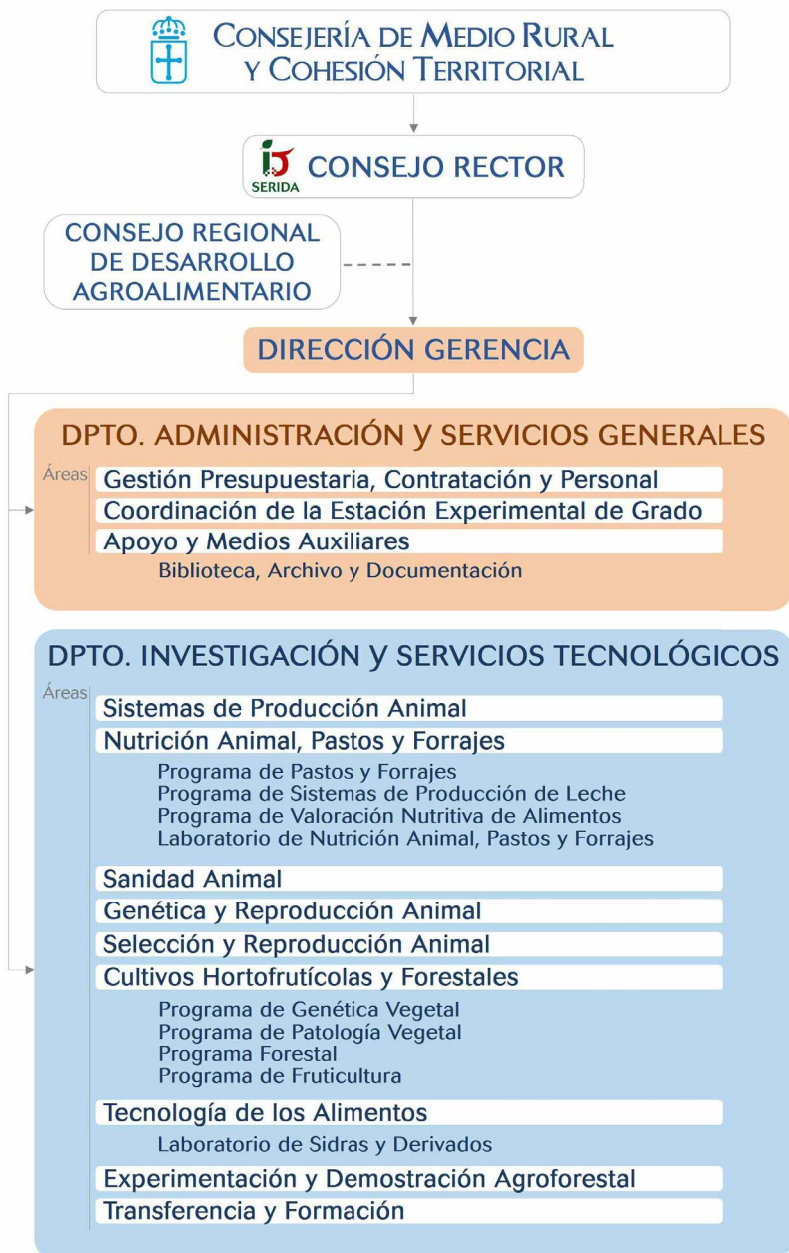 CONSEJERÍA DE MEDIO RURAL
Y COHESIÓN TERRITORIAL
SERIDA
CONSEJO RECTOR
CONSEJO REGIONAL
DE DESARROLLO
AGROALIMENTARIO
DIRECCIÓN GERENCIA
DPTO. ADMINISTRACIÓN Y SERVICIOS GENERALES
Áreas
Gestión Presupuestaria, Contratación y Personal
Coordinación de la Estación Experimental de Grado
Apoyo y Medios Auxiliares
Biblioteca, Archivo y Documentación
DPTO. INVESTIGACIÓN Y SERVICIOS TECNOLÓGICOS
Áreas
Sistemas de Producción Animal
Nutrición Animal, Pastos y Forrajes
Programa de Pastos y Forrajes
Programa de Sistemas de Producción de Leche
Programa de Valoración Nutritiva de Alimentos
Laboratorio de Nutrición Animal, Pastos y Forrajes
Sanidad Animal
Genética y Reproducción Animal
Selección y Reproducción Animal
Cultivos Hortofrutícolas y Forestales
Programa de Genética Vegetal
Programa de Patología Vegetal
Programa Forestal
Programa de Fruticultura
Tecnología de los Alimentos
Laboratorio de Sidras y Derivados
Experimentación y Demostración Agroforestal
Transferencia y Formación